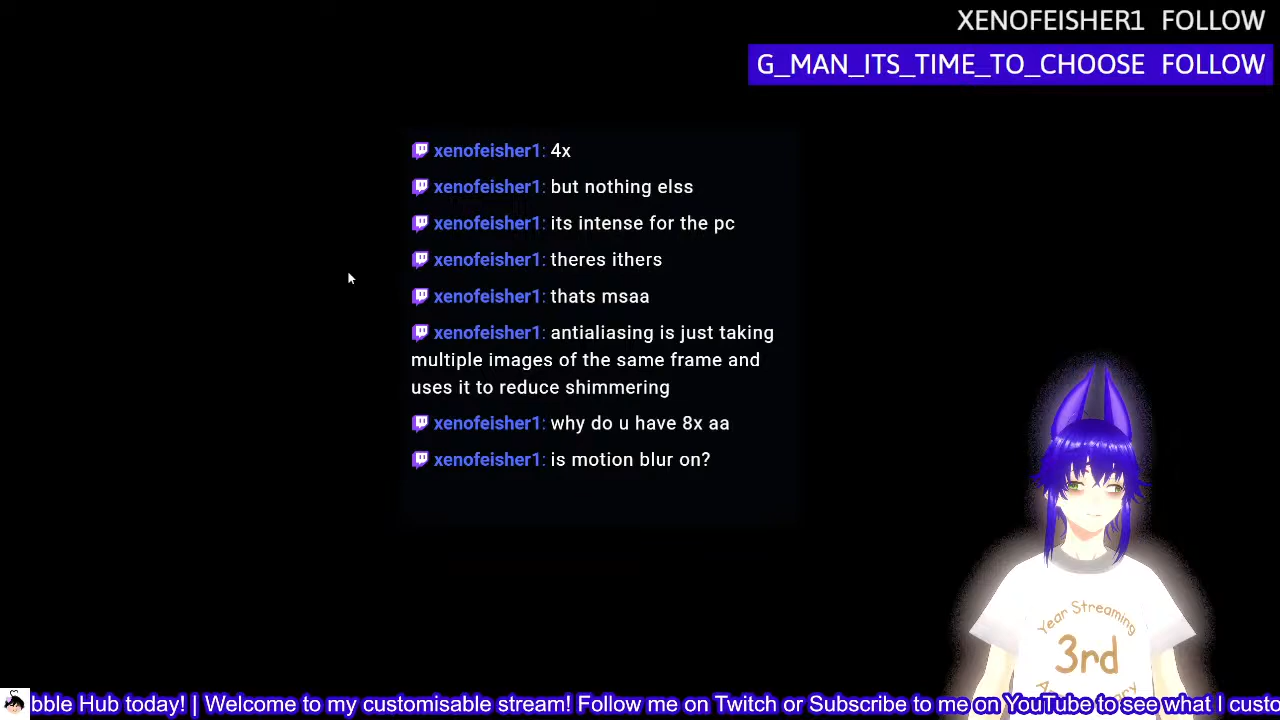 XENOFEISHER1 FOLLOW
G_MAN_ITS_TIME_TO_CHOOSE FOLLOW
xenofeisher1: 4x
xenofeisher1: but nothing elss
xenofeisher1: its intense for the pc
xenofeisher1: theres ithers
xenofeisher1: thats msaa
xenofeisher1: antialiasing is just taking
multiple images of the same frame and
uses it to reduce shimmering
xenofeisher1: why do u have 8x aa
xenofeisher1: is motion blur on?
Year Streaming
3rd
bble Hub today! | Welcome to my customisable stream! Follow me on Twitch or Subscribe to me on YouTube to see what I custo